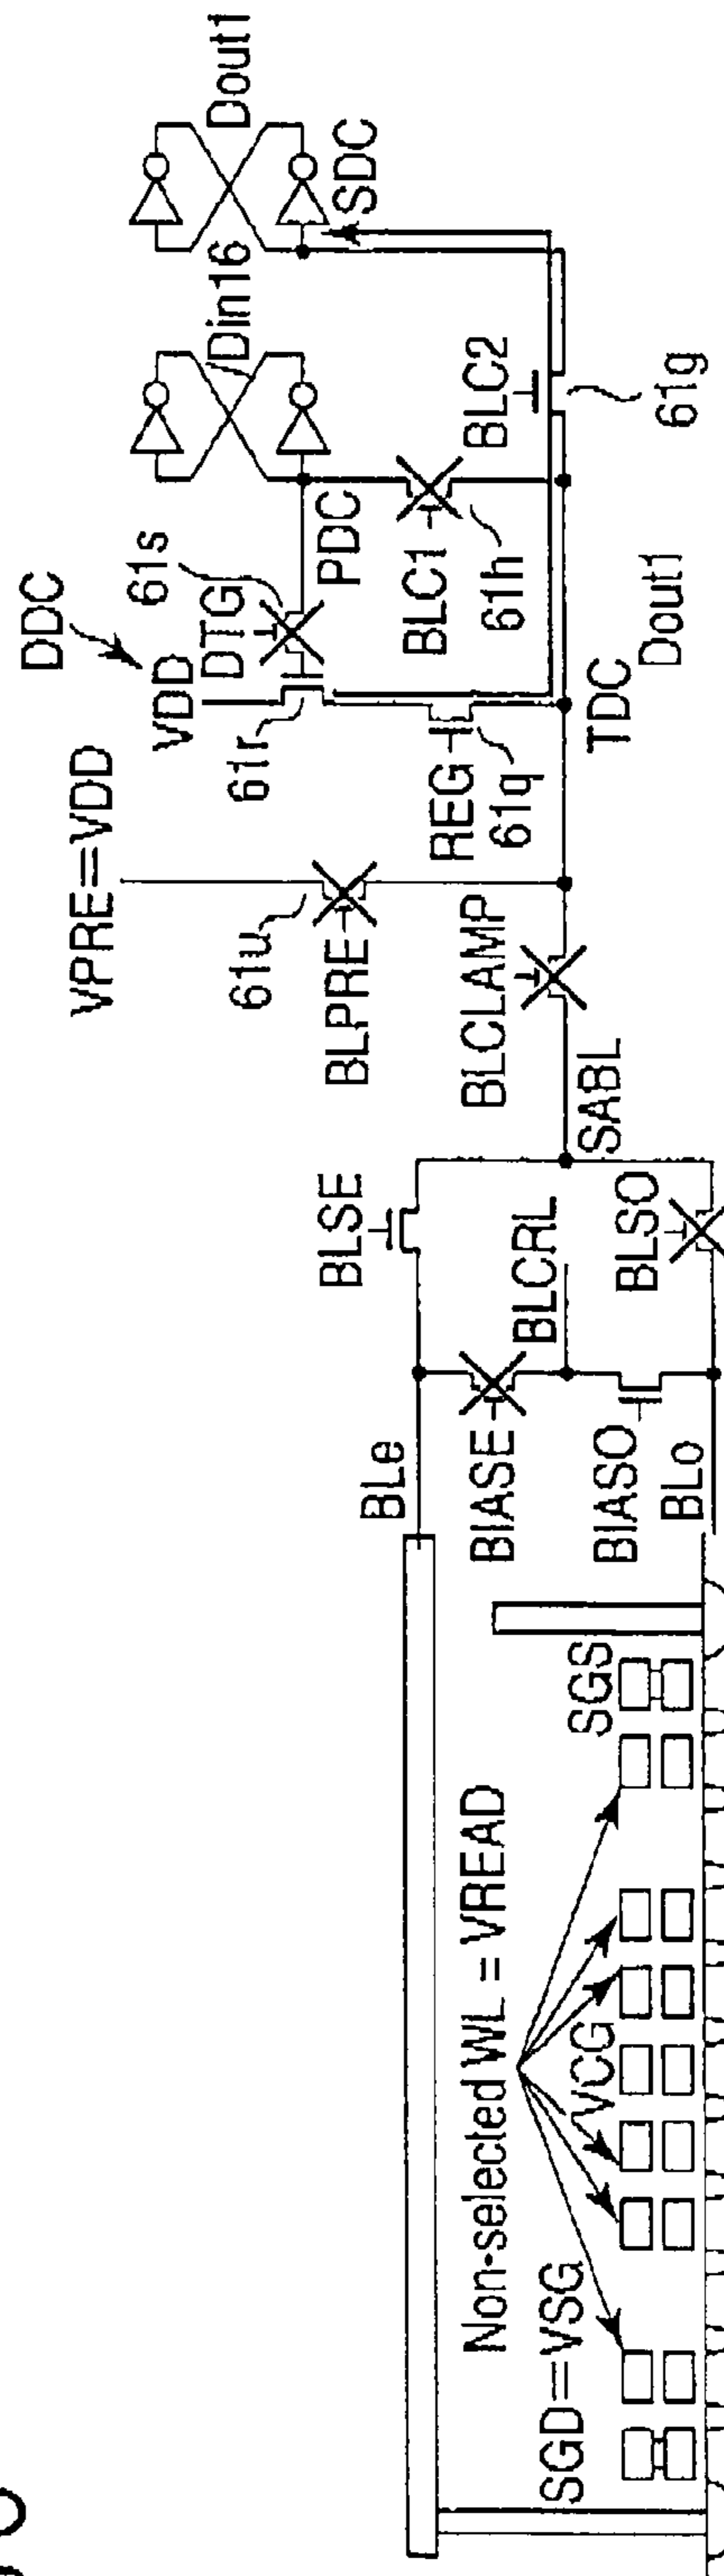 DDC
VPRE=VDD
VDD
DTG
61s
Din16
Dout1
61u
61r
PDC
SDC
BLPRE
REG
61q
BLC1
61h
BLC2
61g
BLSE
BLCLAMP
SABL
TDC
Dout1
BLe
BIASE
BLCRL
BIASO
BLSO
BLo
Non-selected WL = VREAD
SGD=VSG
VCG
SGS